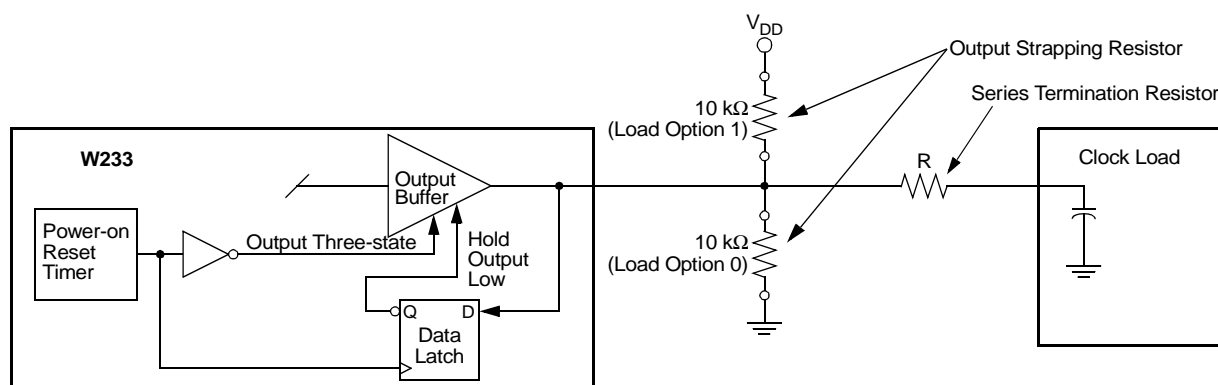 V_DD
Output Strapping Resistor
10 kΩ
(Load Option 1)
Series Termination Resistor
W233
Output
Buffer
R
Clock Load
Power-on
Reset
Timer
Output Three-state
Hold
Output
Low
10 kΩ
(Load Option 0)
Q
D
Data
Latch